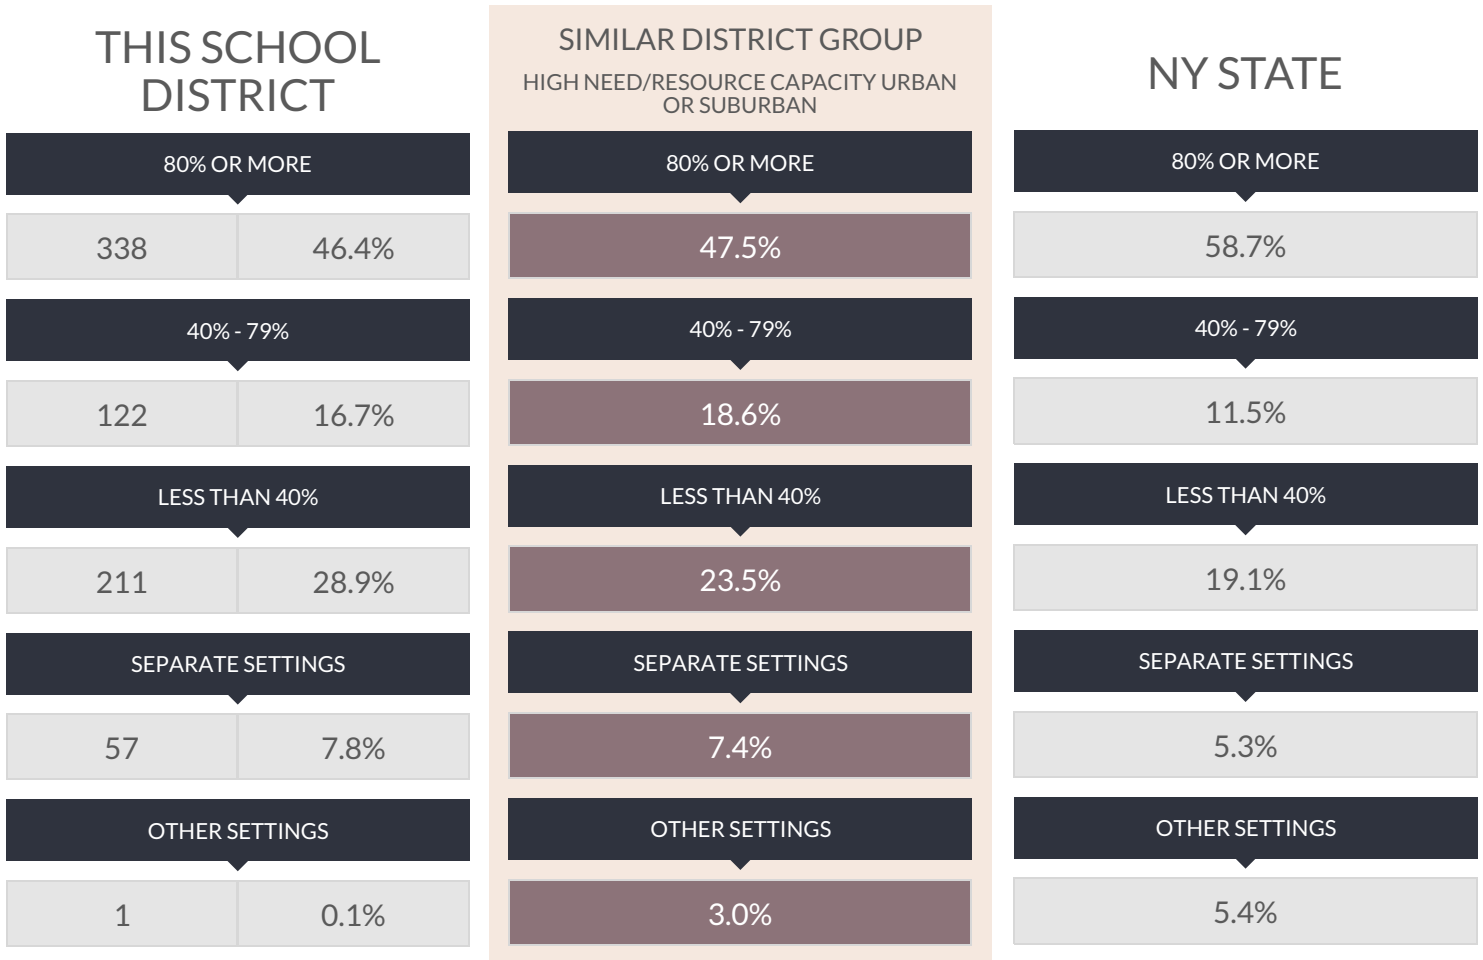 THIS SCHOOL
DISTRICT
80% OR MORE
338 46.4%
40% - 79%
122 16.7%
LESS THAN 40%
211 28.9%
SEPARATE SETTINGS
57 7.8%
OTHER SETTINGS
1 0.1%
SIMILAR DISTRICT GROUP
HIGH NEED/RESOURCE CAPACITY URBAN
OR SUBURBAN
80% OR MORE
47.5%
40% - 79%
18.6%
LESS THAN 40%
23.5%
SEPARATE SETTINGS
7.4%
OTHER SETTINGS
3.0%
NY STATE
80% OR MORE
58.7%
40% - 79%
11.5%
LESS THAN 40%
19.1%
SEPARATE SETTINGS
5.3%
OTHER SETTINGS
5.4%